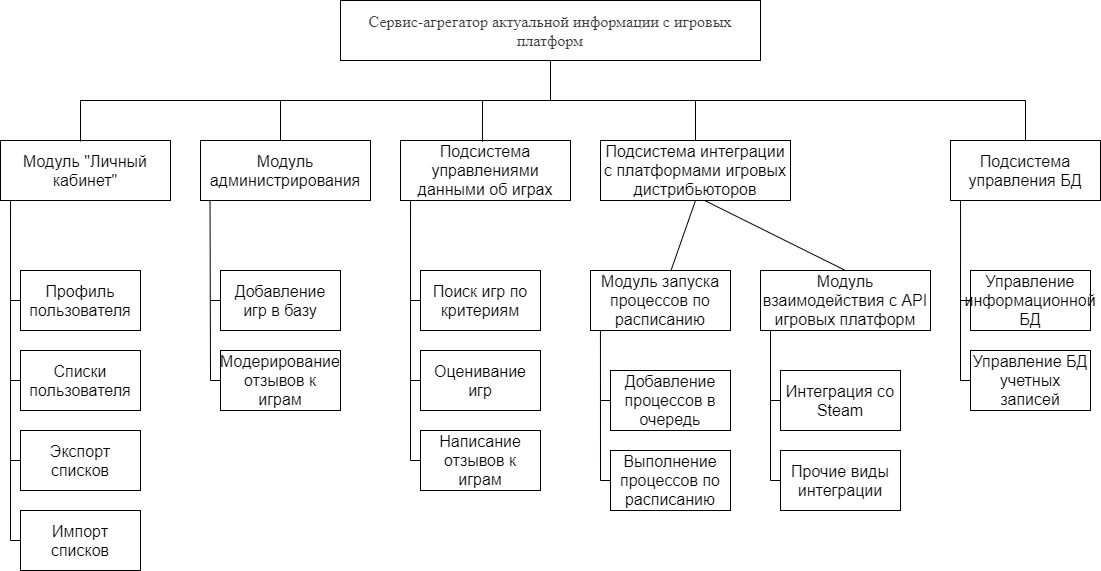 Сервис-агрегатор актуальной информации с игровых
платформ
Модуль "Личный
кабинет"
Модуль
администрирования
Подсистема
управлениями
данными об играх
Подсистема интеграции
с платформами игровых
дистрибьюторов
Подсистема
управления БД
Профиль
пользователя
Списки
пользователя
Экспорт
списков
Импорт
списков
Добавление
игр в базу
Модерирование
отзывов к
играм
Поиск игр по
критериям
Оценивание
игр
Написание
отзывов к
играм
Модуль запуска
процессов по
расписанию
Добавление
процессов в
очередь
Выполнение
процессов по
расписанию
Модуль
взаимодействия с API
игровых платформ
Интеграция со
Steam
Прочие виды
интеграции
Управление
информационной
БД
Управление БД
учетных
записей